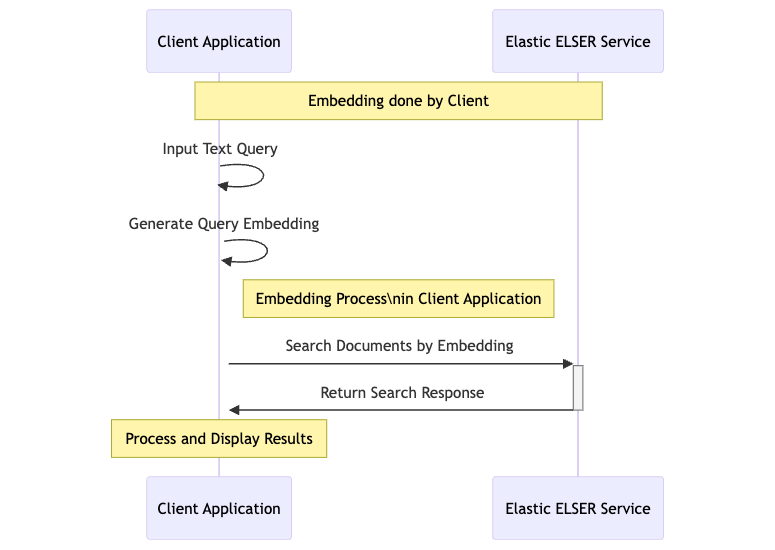 Client Application
Elastic ELSER Service
Embedding done by Client
Input Text Query
Generate Query Embedding
Embedding Process\nin Client Application
Search Documents by Embedding
Return Search Response
Process and Display Results
Client Application
Elastic ELSER Service